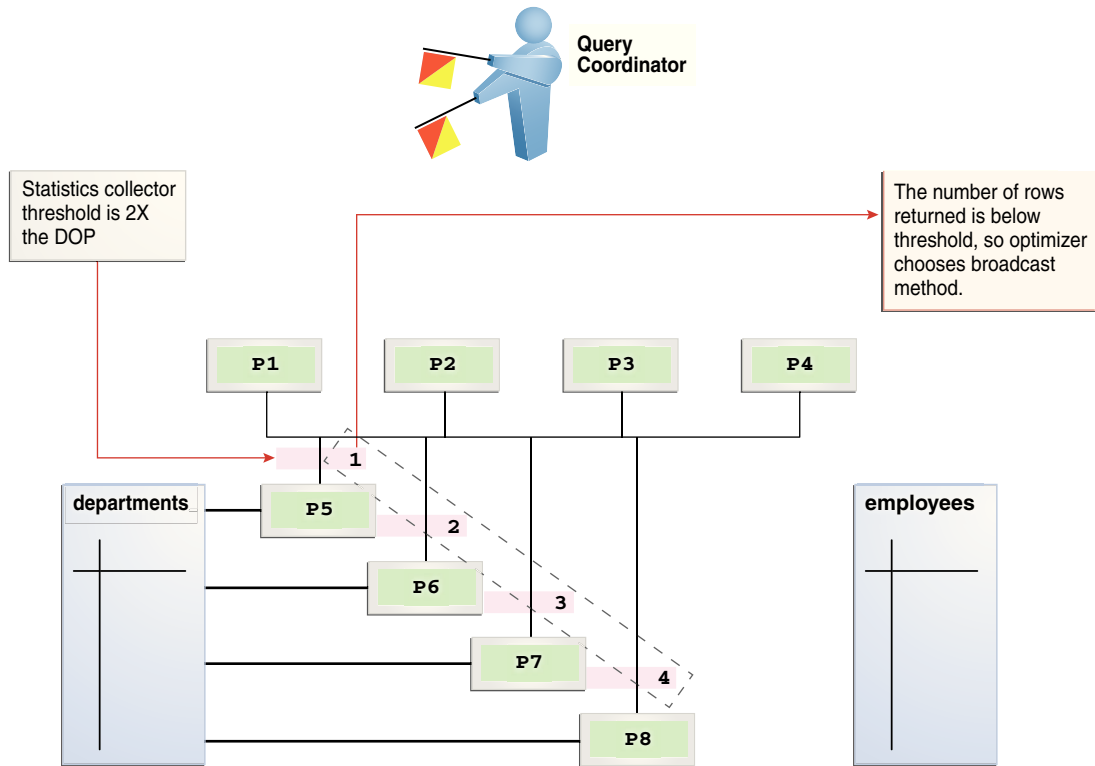 Query
Coordinator
Statistics collector
threshold is 2X
the DOP
The number of rows
returned is below
threshold, so optimizer
chooses broadcast
method.
P1
P2
P3
P4
1
departments
P5
employees
2
P6
3
P7
4
P8